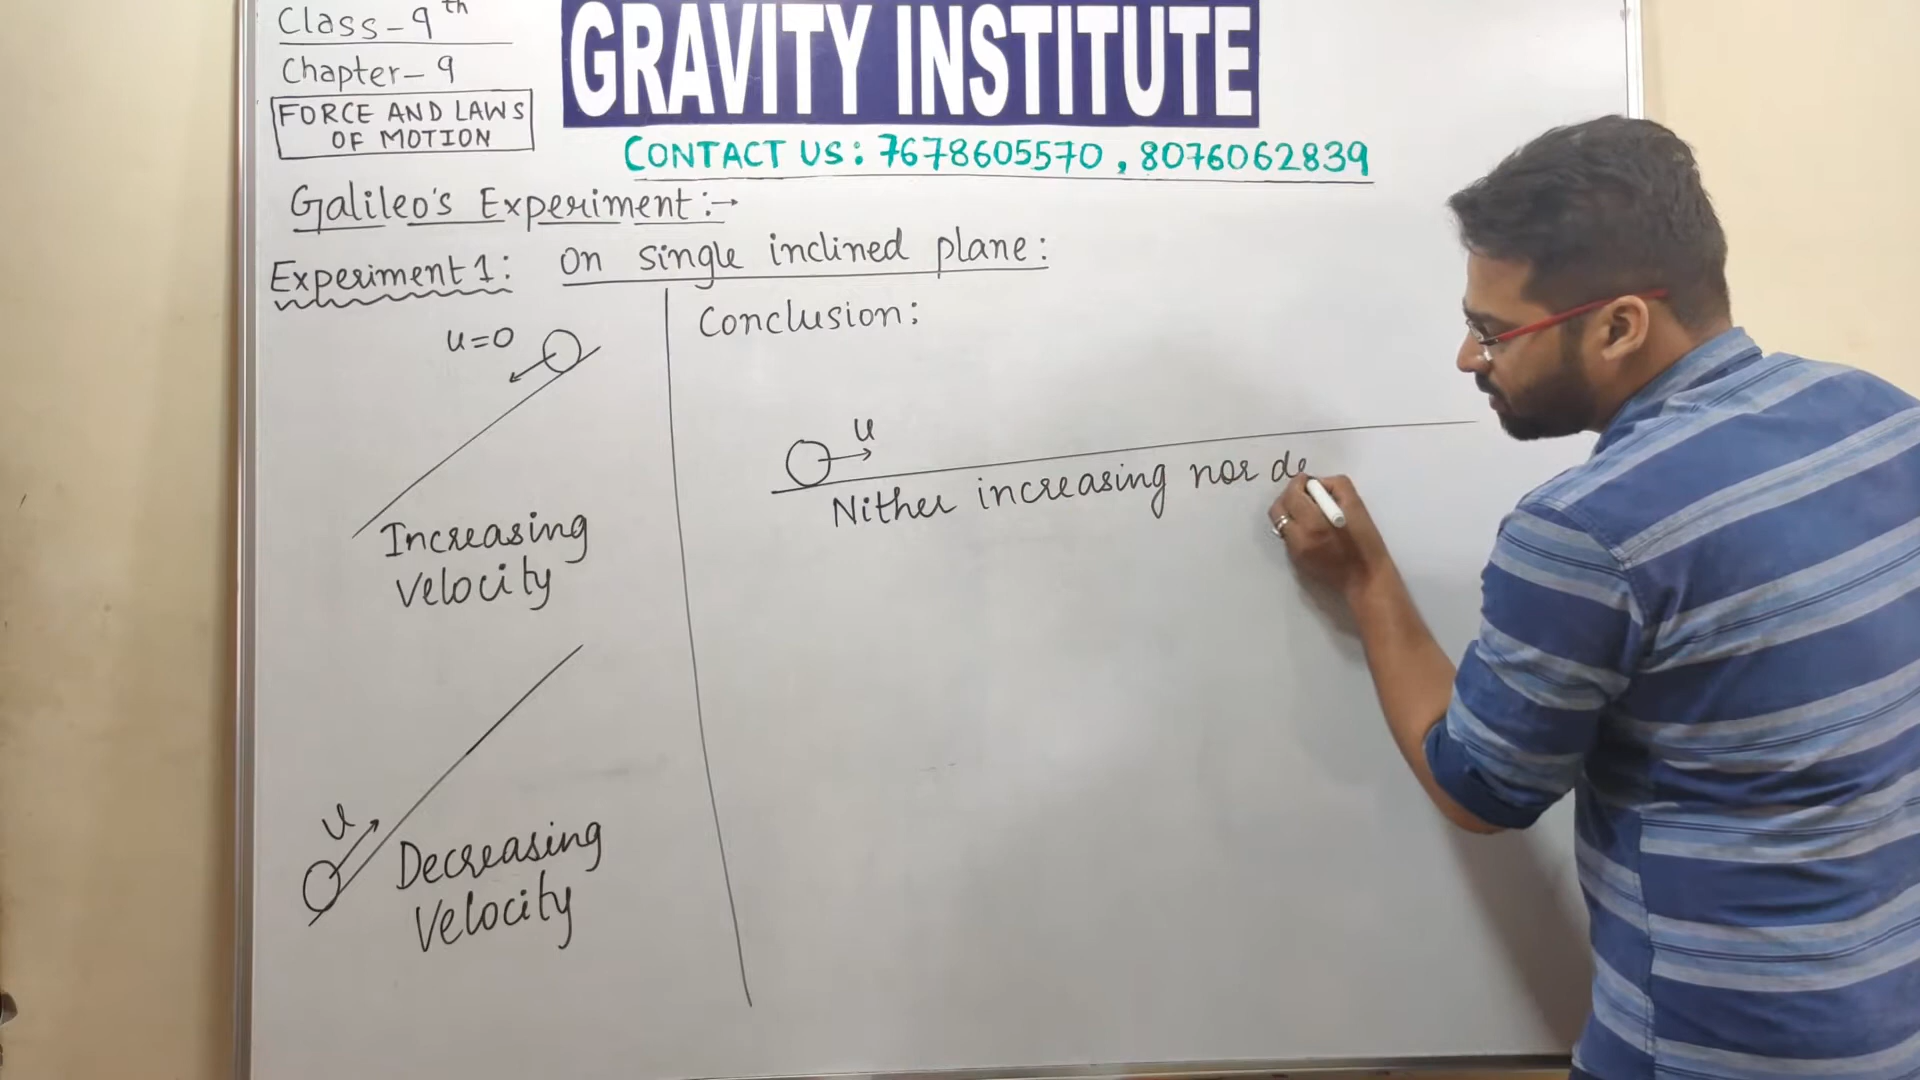 Class-9th
Chapter-9
FORCE AND LAWS
OF MOTION
GRAVITY INSTITUTE
CONTACT US: 7678605570, 8076062839
Galileo's Experiment:→
Experiment 1: On single inclined plane:
u=0
Increasing
velocity
u
Decreasing
Velocity
Conclusion:
u
Nither increasing nor de